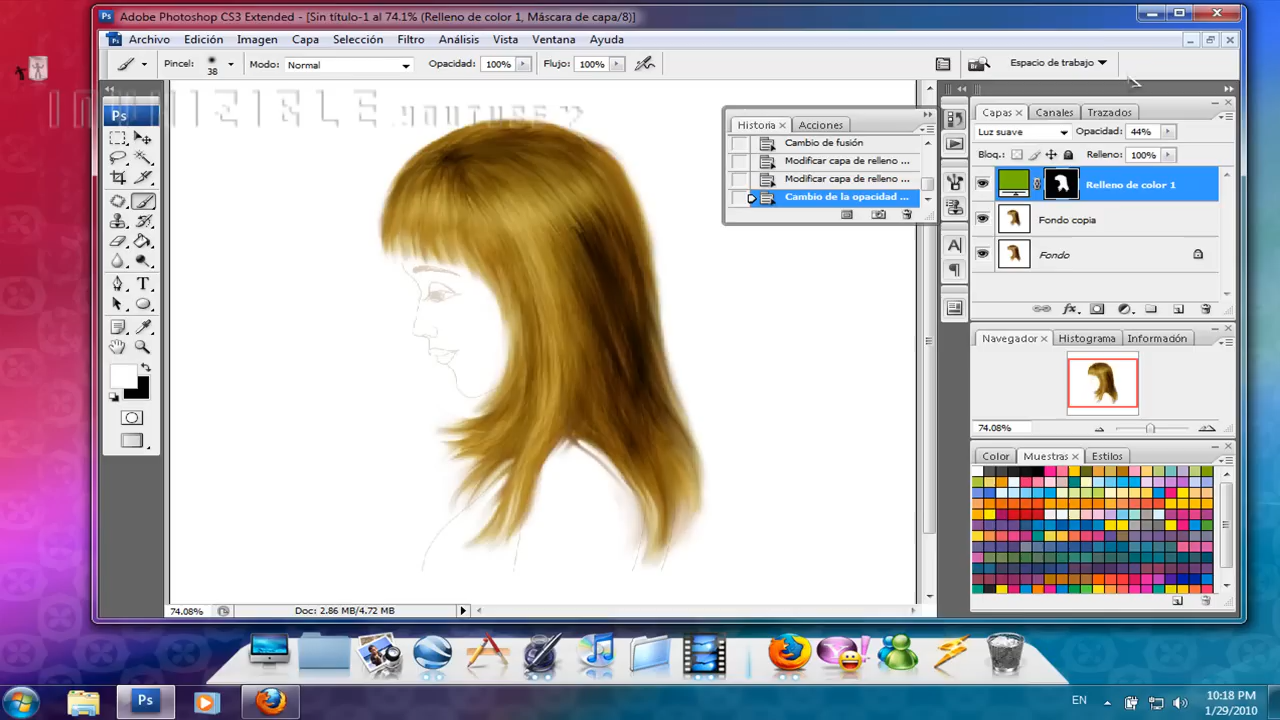 Adobe Photoshop CS3 Extended - [Sin título-1 al 74.1% (Relleno de color 1, Máscara de capa/8)]
Archivo Edición Imagen Capa Selección Filtro Análisis Vista Ventana Ayuda
Pincel: 38 Modo: Normal Opacidad: 100% Flujo: 100% Espacio de trabajo
Ps
Historia Acciones
Cambio de fusión
Modificar capa de relleno ...
Modificar capa de relleno ...
Cambio de la opacidad ...
Capas Canales Trazados
Luz suave Opacidad: 44%
Bloq.: Relleno: 100%
Relleno de color 1
Fondo copia
Fondo
Navegador Histograma Información
74.08%
Color Muestras Estilos
74.08% Doc: 2.86 MB/4.72 MB
Ps
EN
10:18 PM
1/29/2010